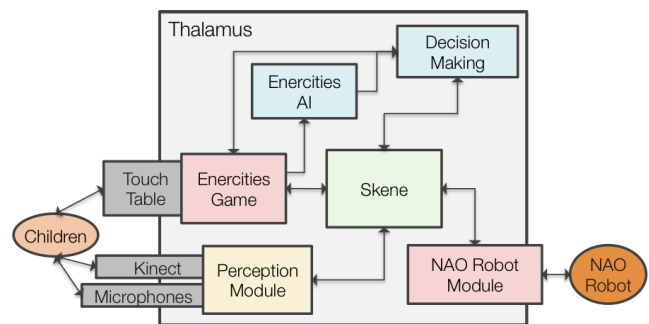 Thalamus
Decision
Making
Enercities
AI
Touch
Table
Enercities
Game
Skene
Children
Kinect
Microphones
Perception
Module
NAO Robot
Module
NAO
Robot